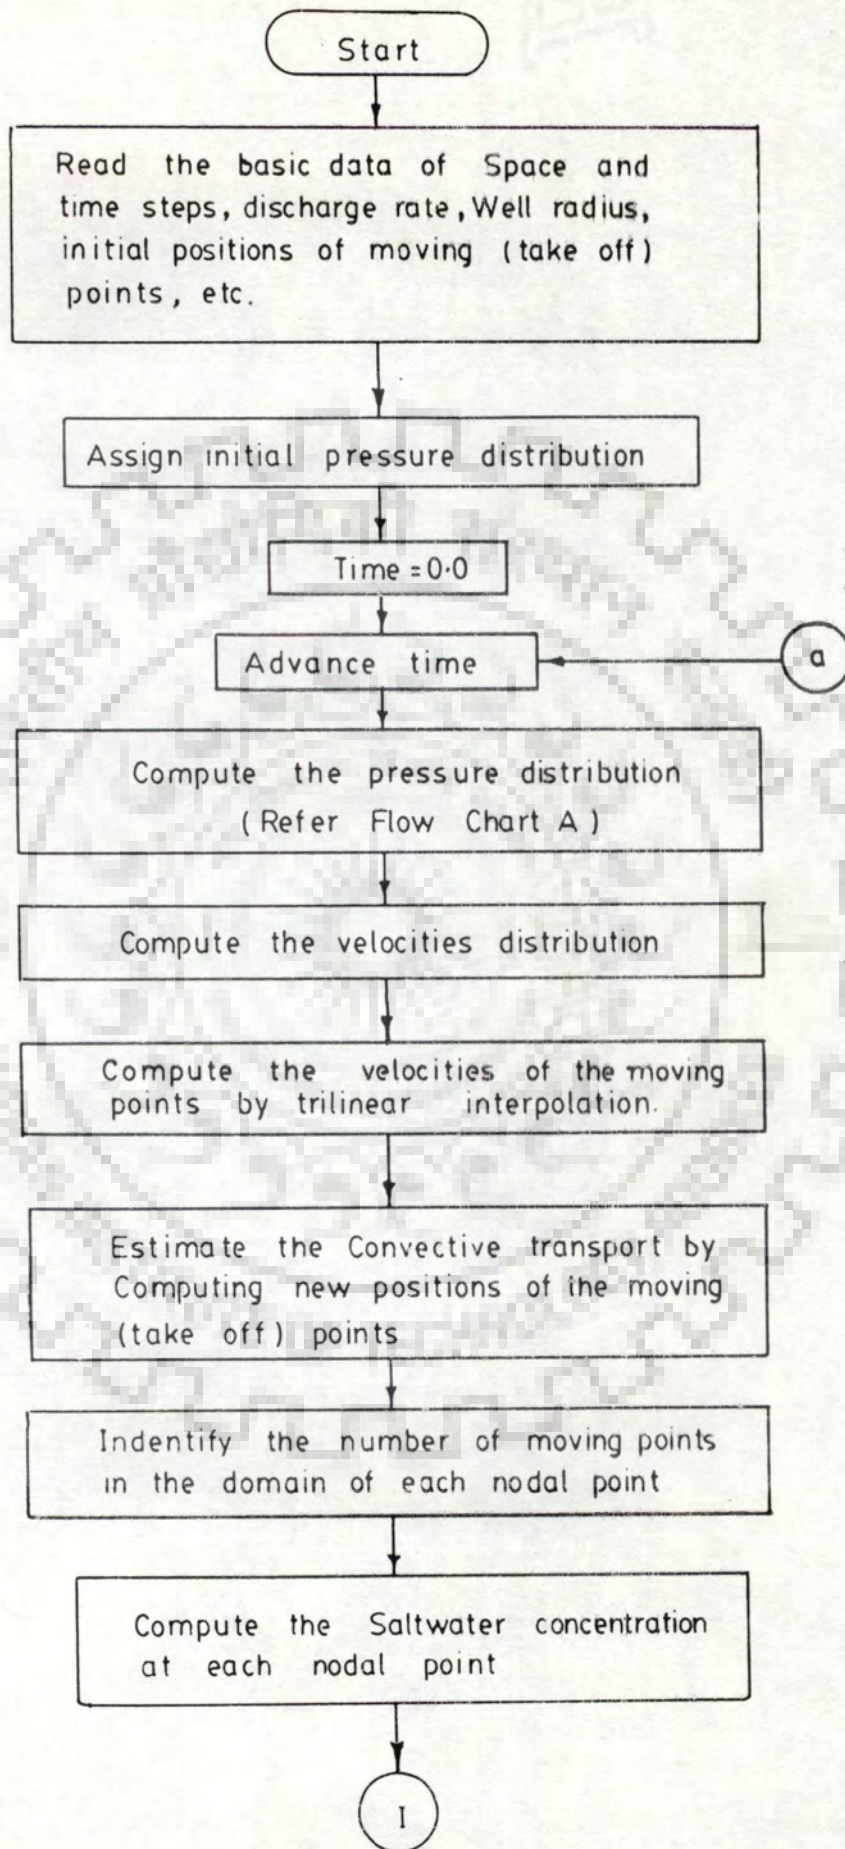 Start
Read the basic data of Space and
time steps, discharge rate, Well radius,
initial positions of moving (take off)
points, etc.
Assign initial pressure distribution
Time = 0·0
Advance time
a
Compute the pressure distribution
(Refer Flow Chart A)
Compute the velocities distribution
Compute the velocities of the moving
points by trilinear interpolation.
Estimate the Convective transport by
Computing new positions of the moving
(take off) points
Indentify the number of moving points
in the domain of each nodal point
Compute the Saltwater concentration
at each nodal point
I